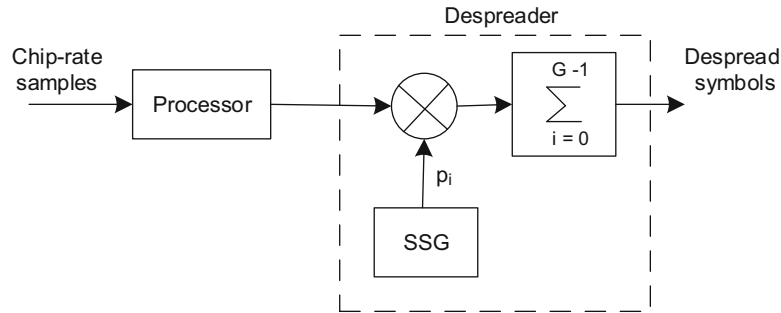 Despreader
Chip-rate
samples
Processor
G -1
∑
i = 0
Despread
symbols
pᵢ
SSG